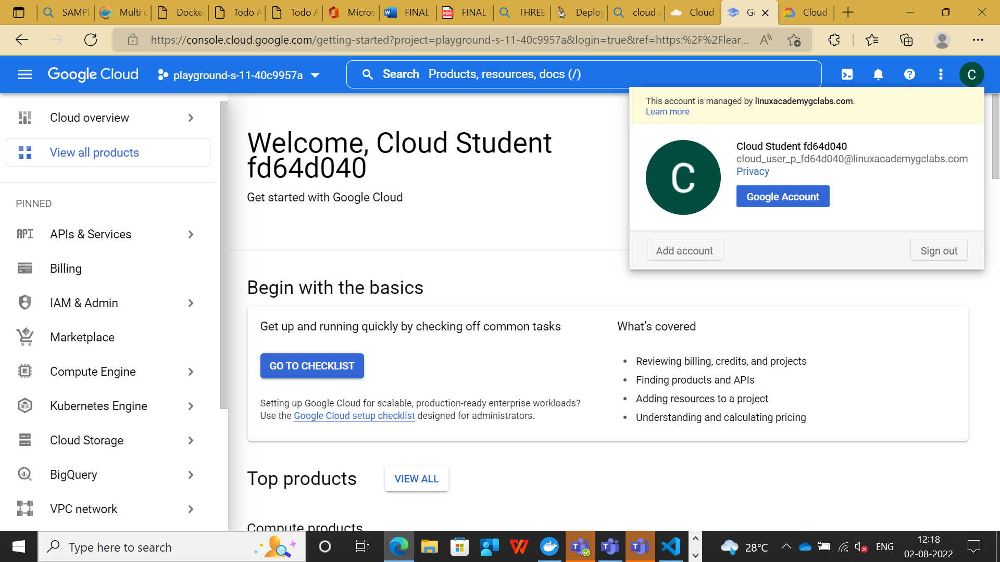 SAMPL
Multi c
Docker
Todo A
Todo A
Micros
FINAL
FINAL
THREE
Deploy
cloud g
Cloud
Ge
Cloud
https://console.cloud.google.com/getting-started?project=playground-s-11-40c9957a&login=true&ref=https:%2F%2Flear...
Google Cloud
playground-s-11-40c9957a
Search Products, resources, docs (/)
C
This account is managed by linuxacademygclabs.com.
Learn more
C
Cloud Student fd64d040
cloud_user_p_fd64d040@linuxacademygclabs.com
Privacy
Google Account
Add account
Sign out
Cloud overview
View all products
PINNED
API APIs & Services
Billing
IAM & Admin
Marketplace
Compute Engine
Kubernetes Engine
Cloud Storage
BigQuery
VPC network
Welcome, Cloud Student
fd64d040
Get started with Google Cloud
Begin with the basics
Get up and running quickly by checking off common tasks
GO TO CHECKLIST
Setting up Google Cloud for scalable, production-ready enterprise workloads?
Use the Google Cloud setup checklist designed for administrators.
What's covered
• Reviewing billing, credits, and projects
• Finding products and APIs
• Adding resources to a project
• Understanding and calculating pricing
Top products
VIEW ALL
Compute products
Type here to search
28°C
ENG
12:18
02-08-2022